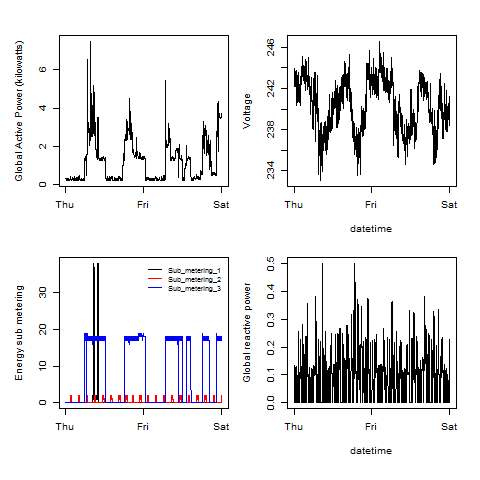 Global Active Power (kilowatts)
6
4
2
0
Thu
Fri
Sat
Voltage
246
242
238
234
Thu
Fri
Sat
datetime
Energy sub metering
30
20
10
0
Sub_metering_1
Sub_metering_2
Sub_metering_3
Thu
Fri
Sat
Global reactive power
0.5
0.4
0.3
0.2
0.1
0.0
Thu
Fri
Sat
datetime